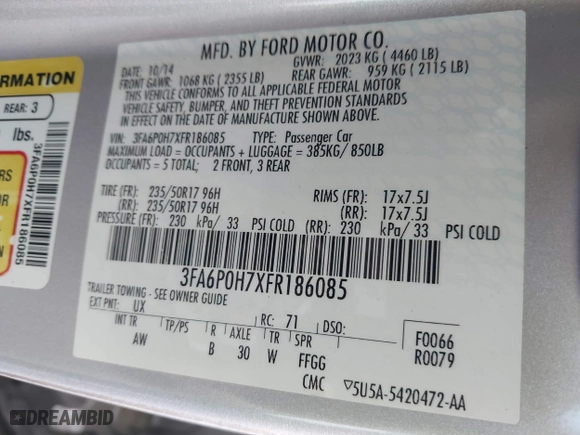 MFD. BY FORD MOTOR CO.
DATE: 10/14 GVWR: 2023 KG ( 4460 LB)
FRONT GAWR: 1068 KG ( 2355 LB) REAR GAWR: 959 KG ( 2115 LB)
THIS VEHICLE CONFORMS TO ALL APPLICABLE FEDERAL MOTOR
VEHICLE SAFETY, BUMPER, AND THEFT PREVENTION STANDARDS
IN EFFECT ON THE DATE OF MANUFACTURE SHOWN ABOVE.
VIN: 3FA6P0H7XFR186085 TYPE: Passenger Car
MAXIMUM LOAD = OCCUPANTS + LUGGAGE = 385KG/ 850LB
OCCUPANTS = 5 TOTAL; 2 FRONT, 3 REAR
TIRE (FR): 235/50R17 96H RIMS (FR): 17x7.5J
(RR): 235/50R17 96H (RR): 17x7.5J
PRESSURE (FR): 230 kPa/ 33 PSI COLD (RR): 230 kPa/ 33 PSI COLD
3FA6P0H7XFR186085
TRAILER TOWING - SEE OWNER GUIDE
EXT PNT: UX RC: 71 DSO: F0066
INT TR TP/PS R AXLE TR SPR R0079
AW B 30 W FFGG
CMC ▽5U5A-5420472-AA
FORMATION
REAR: 3
lbs.
RS
OR
3FA6P0H7XFR186085
DREAMBID